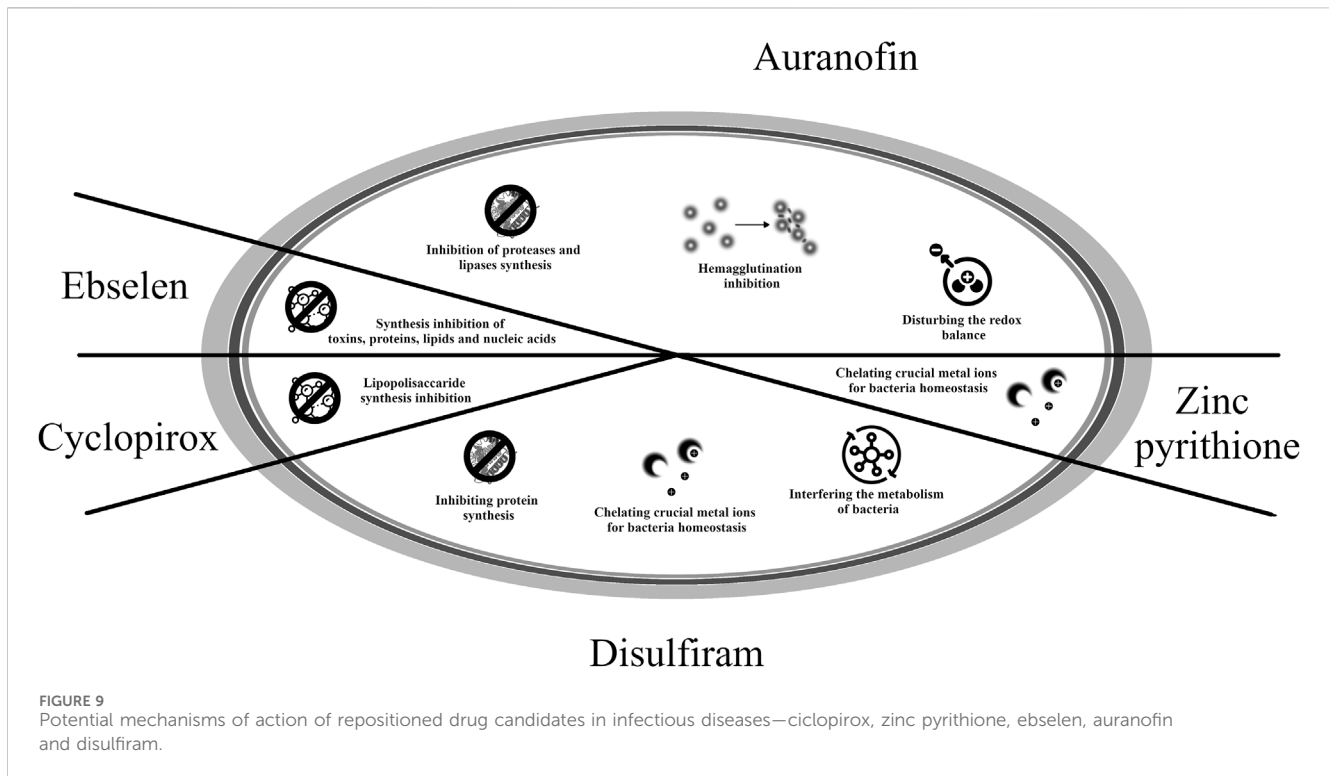 Auranofin
Inhibition of proteases and
lipases synthesis
Hemagglutination
inhibition
Disturbing the redox
balance
Ebselen
Synthesis inhibition of
toxins, proteins, lipids and nucleic acids
Cyclopirox
Lipopolisaccaride
synthesis inhibition
Chelating crucial metal ions
for bacteria homeostasis
Zinc
pyrithione
Inhibiting protein
synthesis
Chelating crucial metal ions
for bacteria homeostasis
Interfering the metabolism
of bacteria
Disulfiram
FIGURE 9
Potential mechanisms of action of repositioned drug candidates in infectious diseases—ciclopirox, zinc pyrithione, ebselen, auranofin
and disulfiram.